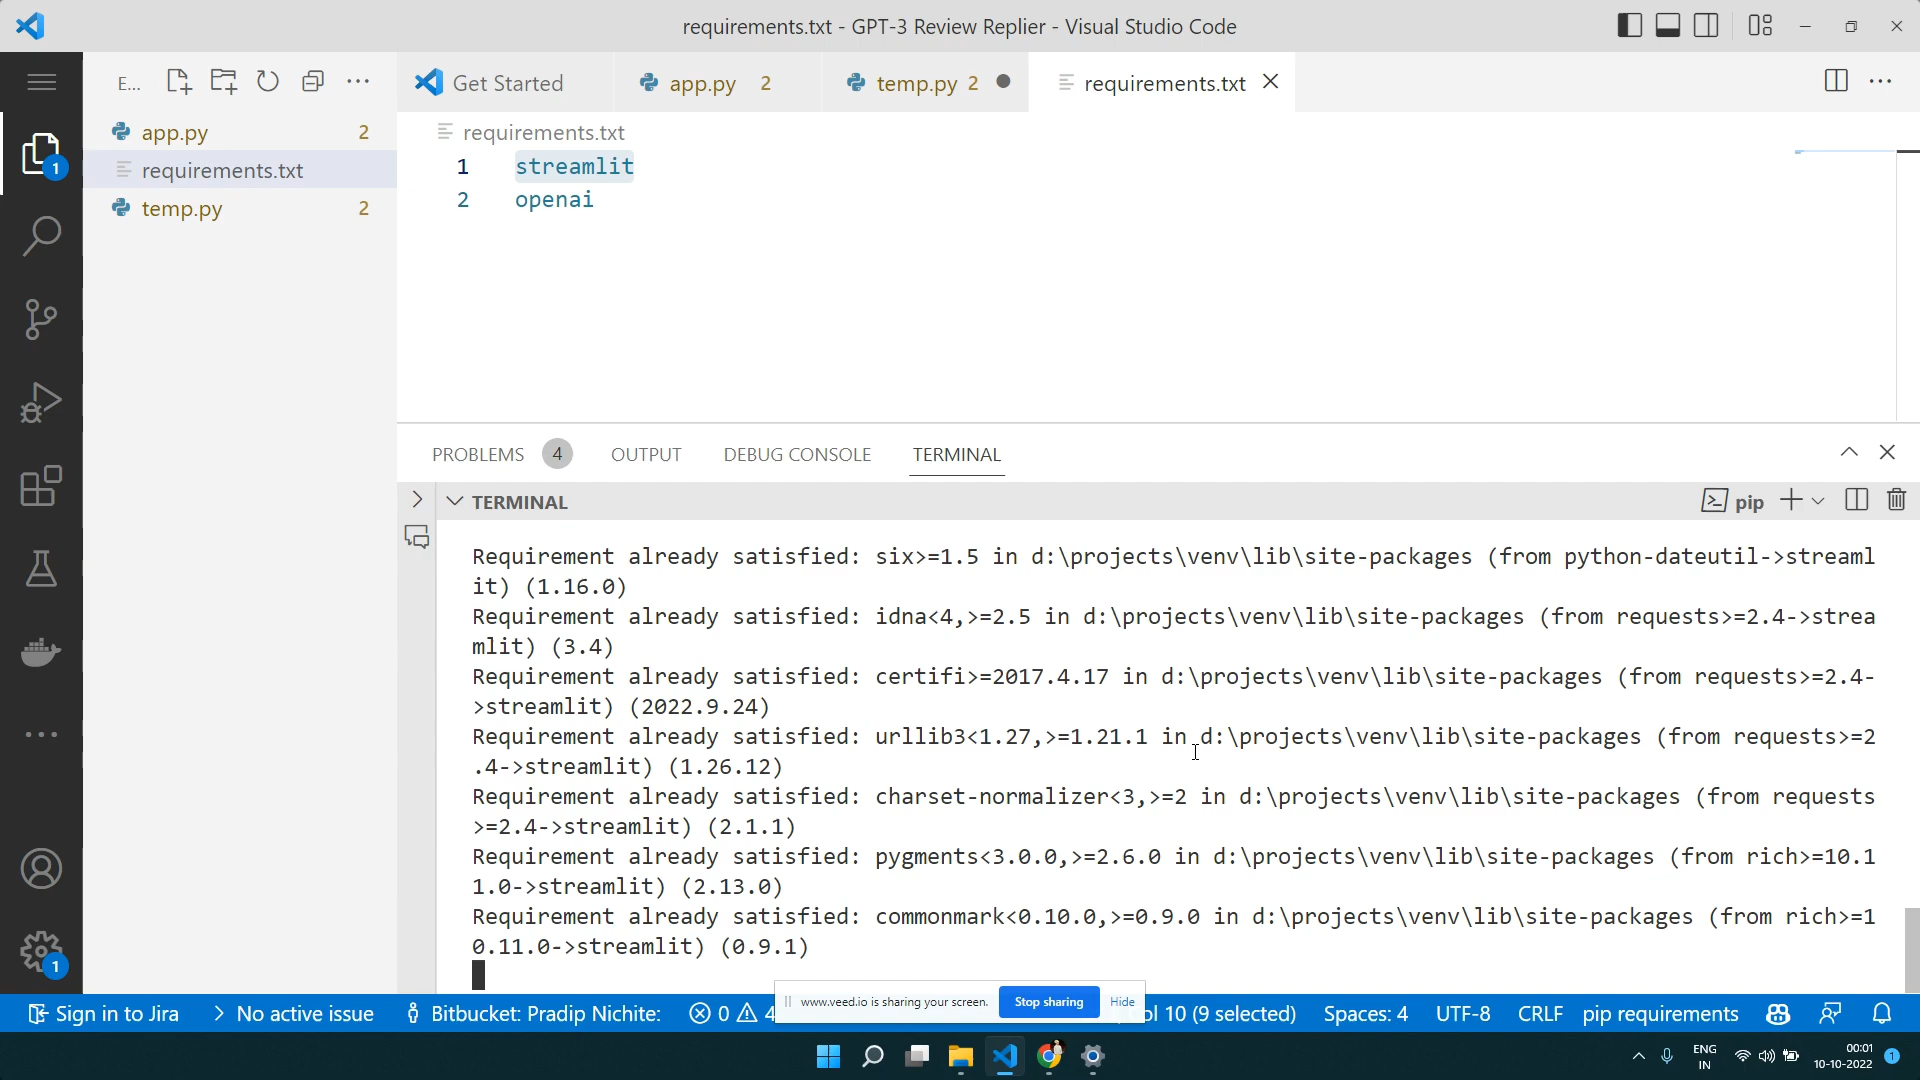 requirements.txt - GPT-3 Review Replier - Visual Studio Code
E...
Get Started
app.py 2
temp.py 2
requirements.txt
app.py 2
requirements.txt
temp.py 2
requirements.txt
1 streamlit
2 openai
1
PROBLEMS 4 OUTPUT DEBUG CONSOLE TERMINAL
TERMINAL
pip
Requirement already satisfied: six>=1.5 in d:\projects\venv\lib\site-packages (from python-dateutil->streaml
it) (1.16.0)
Requirement already satisfied: idna<4,>=2.5 in d:\projects\venv\lib\site-packages (from requests>=2.4->strea
mlit) (3.4)
Requirement already satisfied: certifi>=2017.4.17 in d:\projects\venv\lib\site-packages (from requests>=2.4-
>streamlit) (2022.9.24)
Requirement already satisfied: urllib3<1.27,>=1.21.1 in d:\projects\venv\lib\site-packages (from requests>=2
.4->streamlit) (1.26.12)
Requirement already satisfied: charset-normalizer<3,>=2 in d:\projects\venv\lib\site-packages (from requests
>=2.4->streamlit) (2.1.1)
Requirement already satisfied: pygments<3.0.0,>=2.6.0 in d:\projects\venv\lib\site-packages (from rich>=10.1
1.0->streamlit) (2.13.0)
Requirement already satisfied: commonmark<0.10.0,>=0.9.0 in d:\projects\venv\lib\site-packages (from rich>=1
0.11.0->streamlit) (0.9.1)
1
www.veed.io is sharing your screen. Stop sharing Hide
Sign in to Jira No active issue Bitbucket: Pradip Nichite: 0 4 ol 10 (9 selected) Spaces: 4 UTF-8 CRLF pip requirements
ENG
IN
00:01
10-10-2022
1